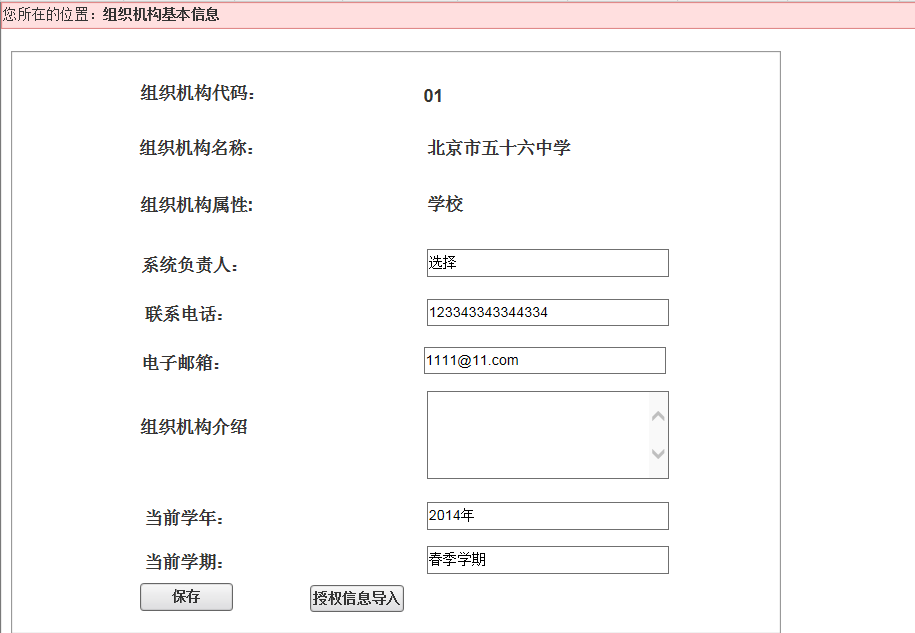 您所在的位置：组织机构基本信息
组织机构代码： 01
组织机构名称： 北京市五十六中学
组织机构属性: 学校
系统负责人： 选择
联系电话： 123343343344334
电子邮箱： 1111@11.com
组织机构介绍
当前学年： 2014年
当前学期： 春季学期
保存 授权信息导入